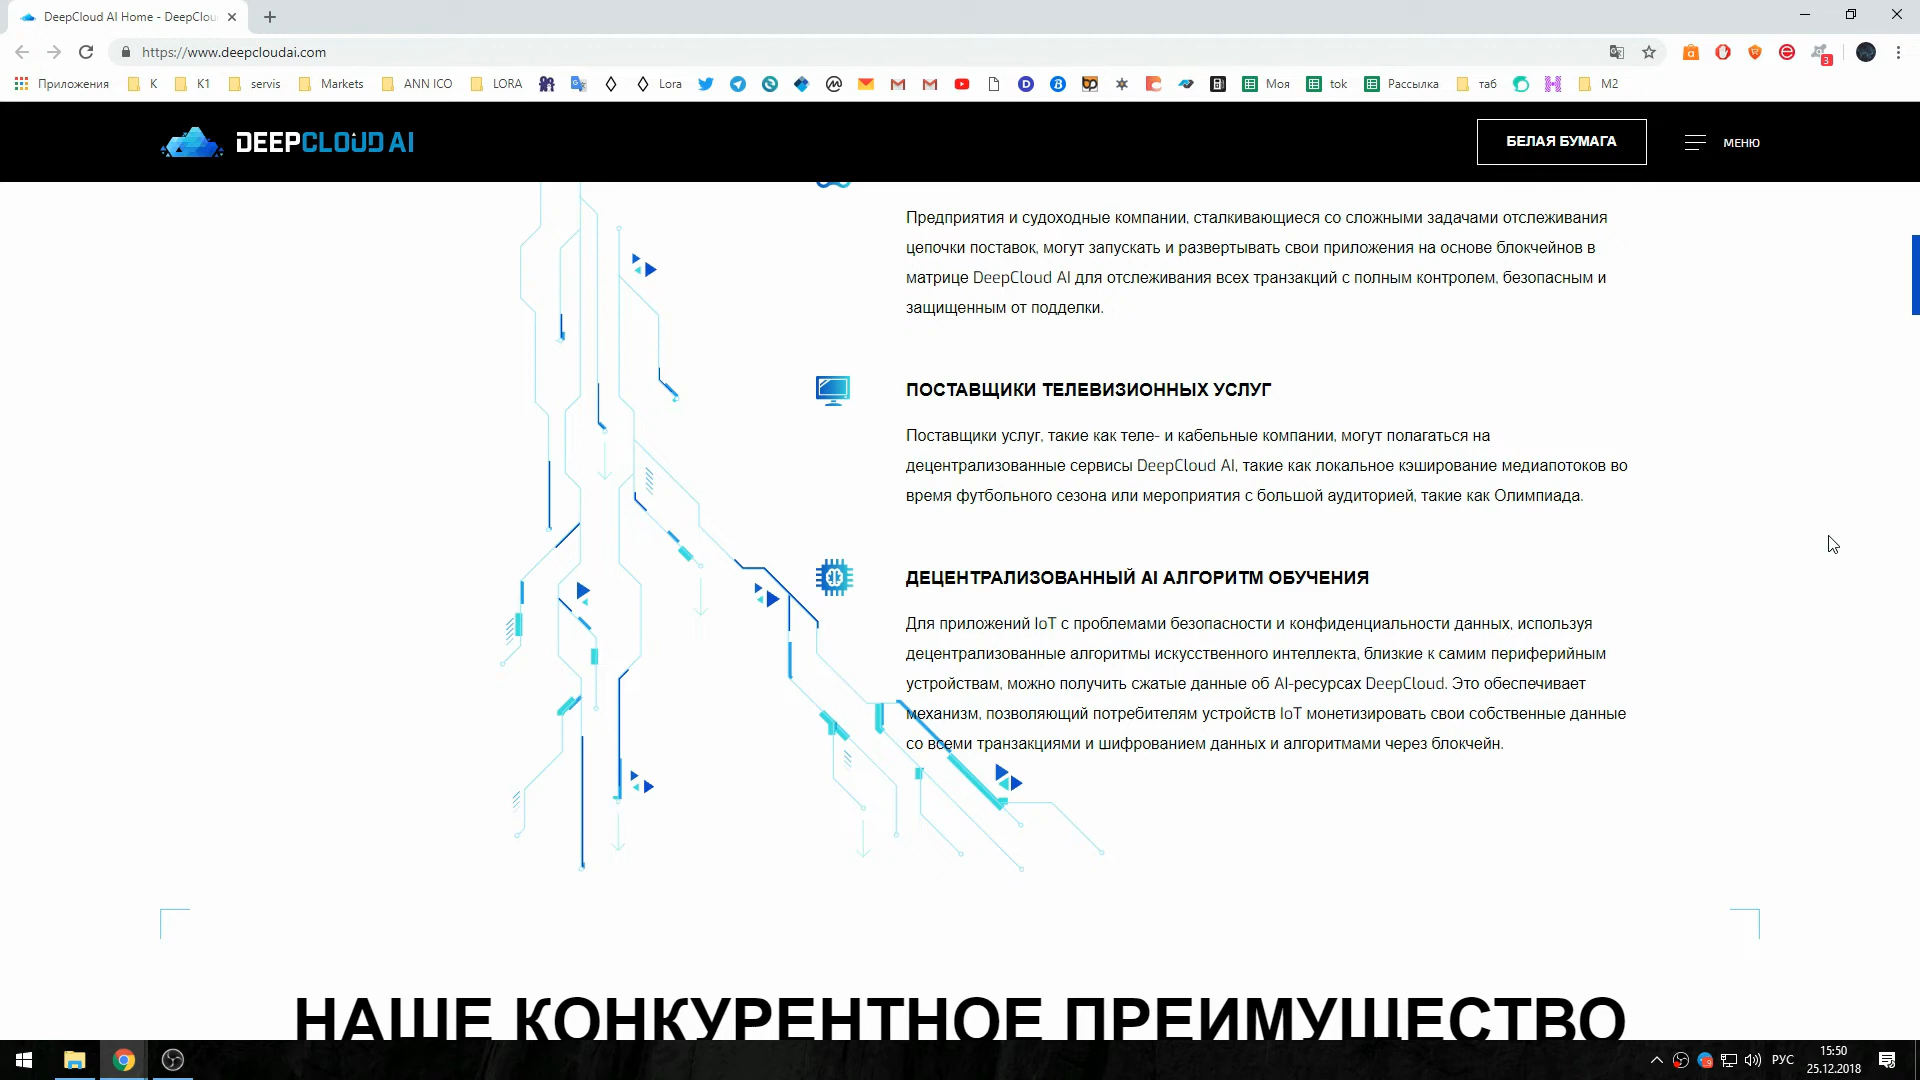 DeepCloud AI Home - DeepClou
https://www.deepcloudai.com
3
Приложения K K1 servis Markets ANN ICO LORA Lora Моя tok Рассылка таб M2
DEEPCLOUD AI
БЕЛАЯ БУМАГА
МЕНЮ
Предприятия и судоходные компании, сталкивающиеся со сложными задачами отслеживания
цепочки поставок, могут запускать и развертывать свои приложения на основе блокчейнов в
матрице DeepCloud AI для отслеживания всех транзакций с полным контролем, безопасным и
защищенным от подделки.
ПОСТАВЩИКИ ТЕЛЕВИЗИОННЫХ УСЛУГ
Поставщики услуг, такие как теле- и кабельные компании, могут полагаться на
децентрализованные сервисы DeepCloud AI, такие как локальное кэширование медиапотоков во
время футбольного сезона или мероприятия с большой аудиторией, такие как Олимпиада.
ДЕЦЕНТРАЛИЗОВАННЫЙ AI АЛГОРИТМ ОБУЧЕНИЯ
Для приложений IoT с проблемами безопасности и конфиденциальности данных, используя
децентрализованные алгоритмы искусственного интеллекта, близкие к самим периферийным
устройствам, можно получить сжатые данные об AI-ресурсах DeepCloud. Это обеспечивает
механизм, позволяющий потребителям устройств IoT монетизировать свои собственные данные
со всеми транзакциями и шифрованием данных и алгоритмами через блокчейн.
НАШЕ КОНКУРЕНТНОЕ ПРЕИМУЩЕСТВО
РУС
15:50
25.12.2018